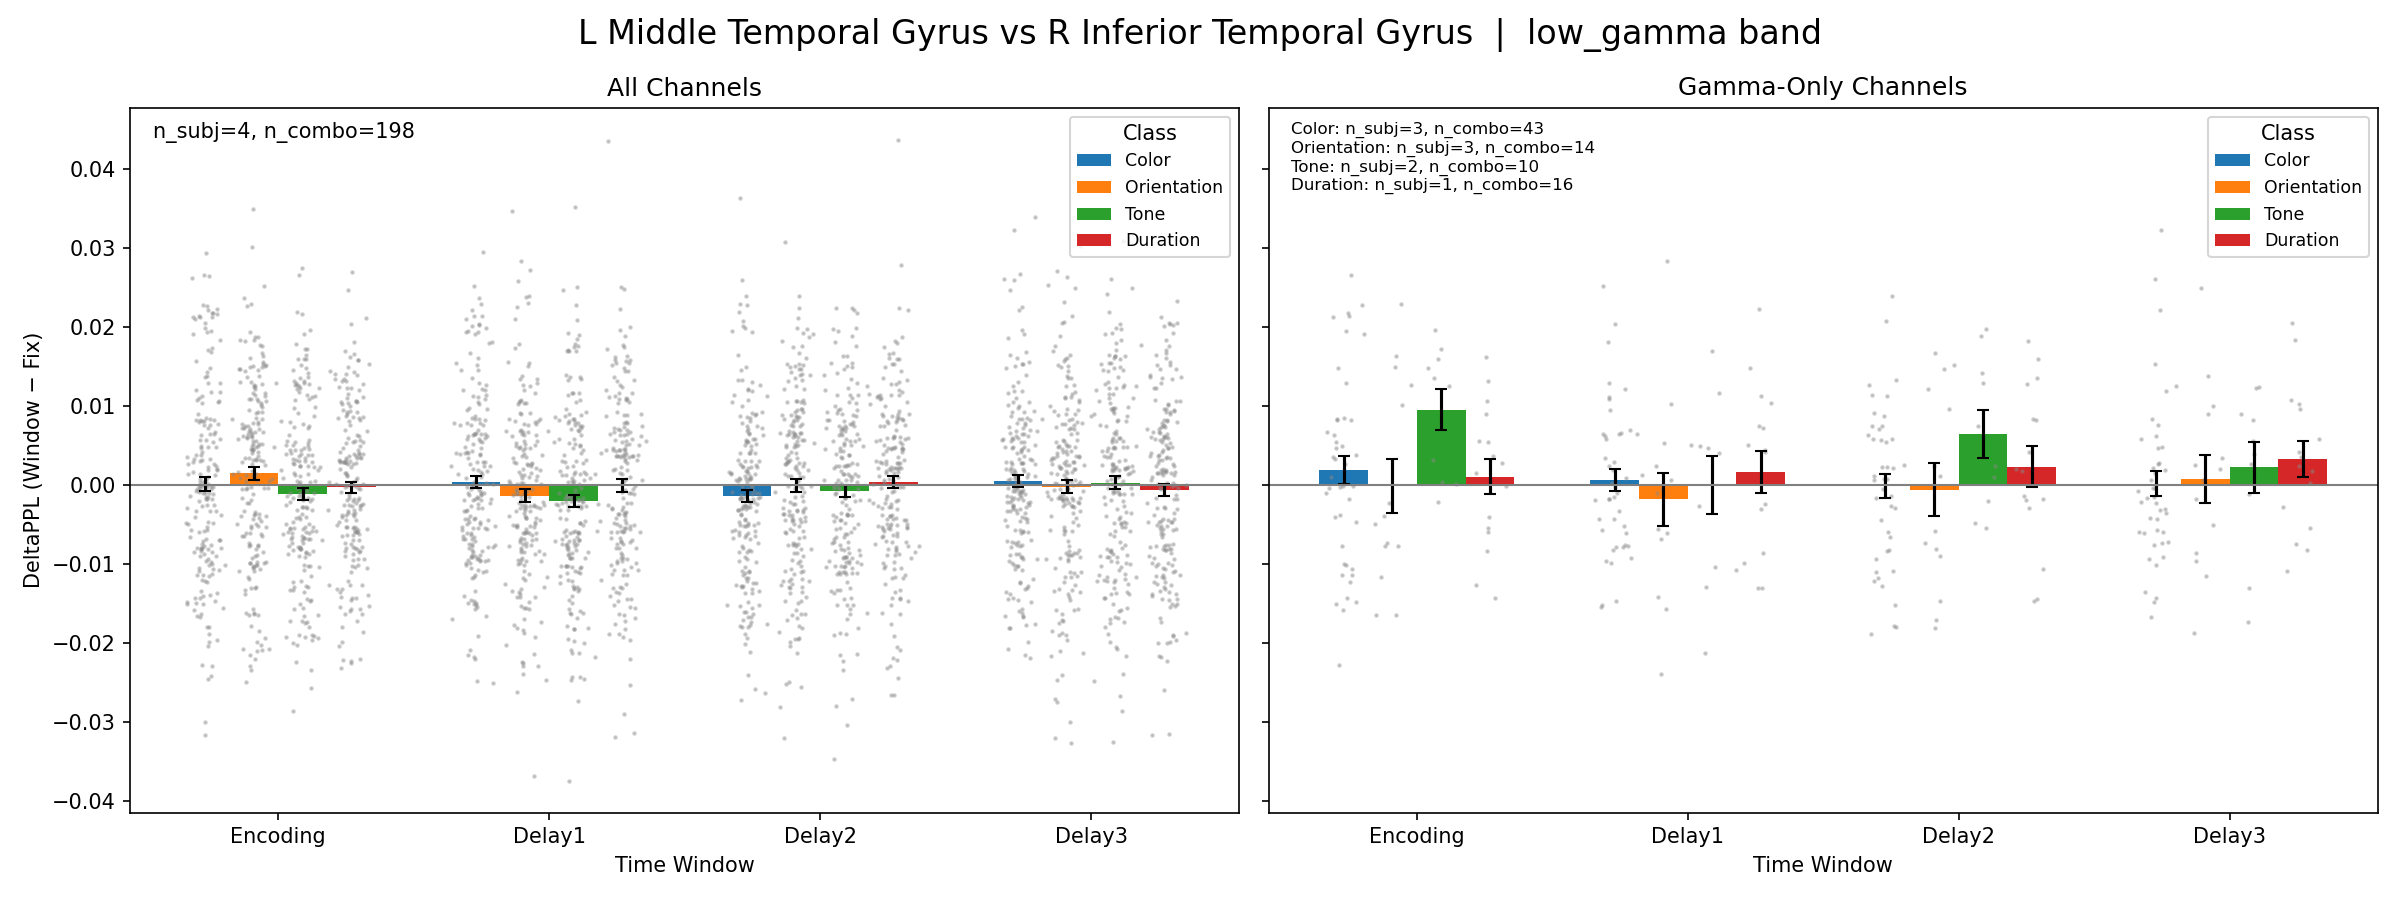 L Middle Temporal Gyrus vs R Inferior Temporal Gyrus | low_gamma band
All Channels
n_subj=4, n_combo=198
Class
Color
Orientation
Tone
Duration
DeltaPPL (Window − Fix)
0.04
0.03
0.02
0.01
0.00
−0.01
−0.02
−0.03
−0.04
Encoding
Delay1
Delay2
Delay3
Time Window
Gamma-Only Channels
Color: n_subj=3, n_combo=43
Orientation: n_subj=3, n_combo=14
Tone: n_subj=2, n_combo=10
Duration: n_subj=1, n_combo=16
Class
Color
Orientation
Tone
Duration
Encoding
Delay1
Delay2
Delay3
Time Window